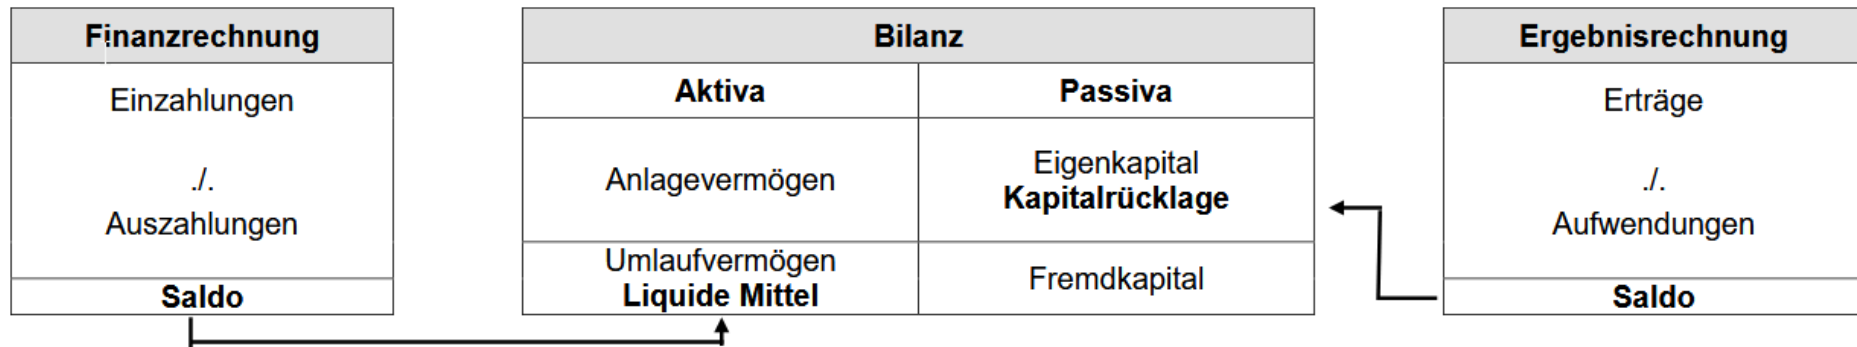 Finanzrechnung
Einzahlungen
./.
Auszahlungen
Saldo
Bilanz
Aktiva
Passiva
Anlagevermögen
Eigenkapital
Kapitalrücklage
Umlaufvermögen
Liquide Mittel
Fremdkapital
Ergebnisrechnung
Erträge
./.
Aufwendungen
Saldo